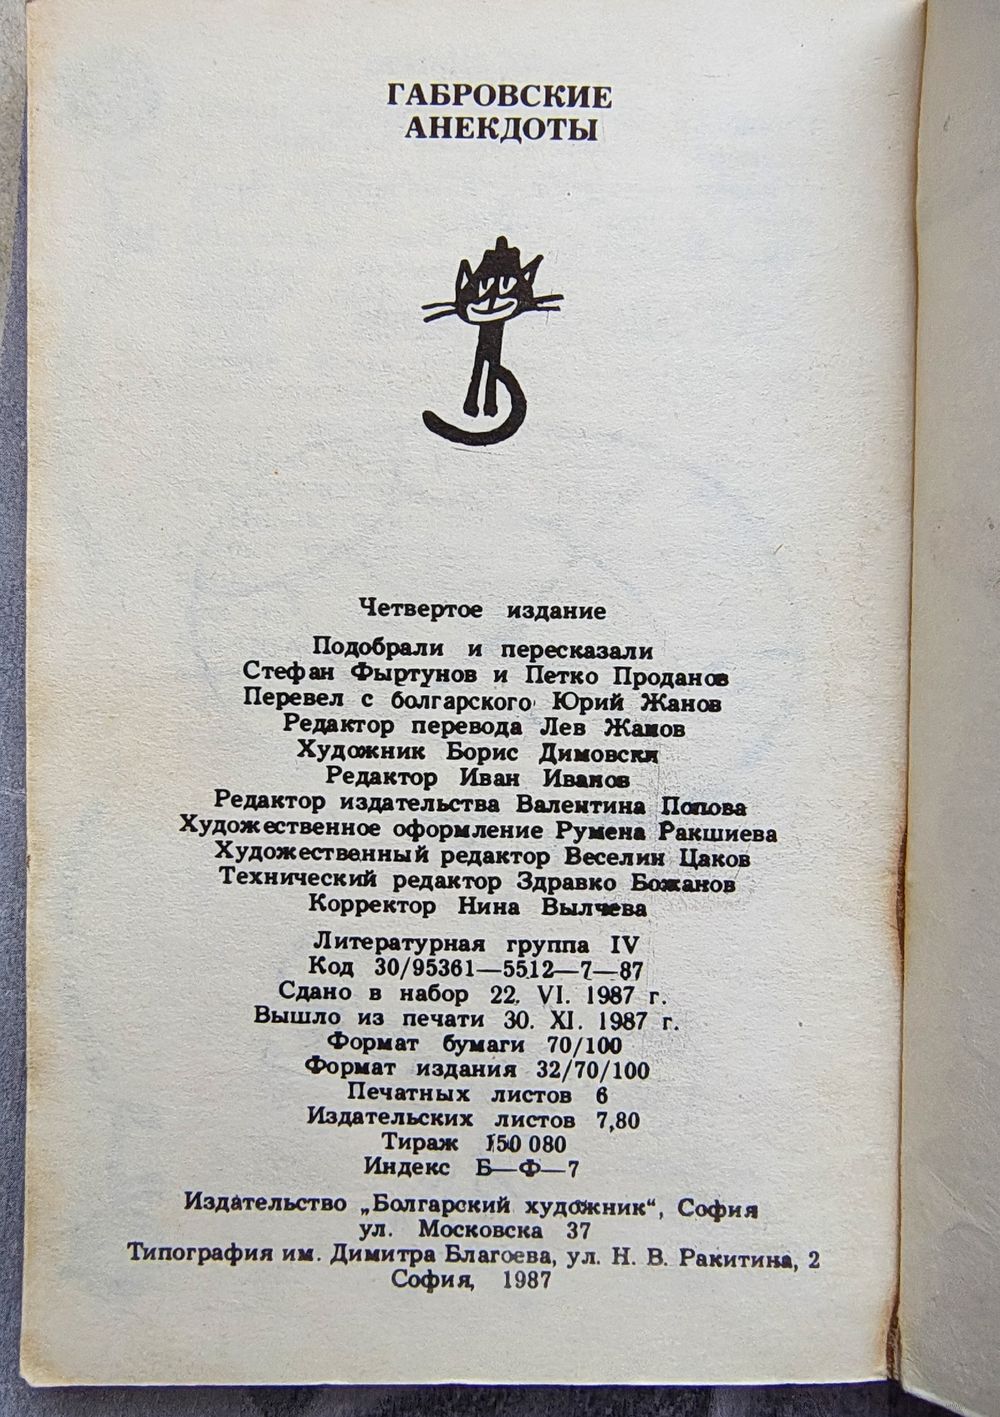 ГАБРОВСКИЕ
АНЕКДОТЫ
Четвертое издание
Подобрали и пересказали
Стефан Фыртунов и Петко Проданов
Перевел с болгарского Юрий Жанов
Редактор перевода Лев Жанов
Художник Борис Димовски
Редактор Иван Иванов
Редактор издательства Валентина Попова
Художественное оформление Румена Ракшиева
Художественный редактор Веселин Цаков
Технический редактор Здравко Божанов
Корректор Нина Вылчева
Литературная группа IV
Код 30/95361—5512—7—87
Сдано в набор 22. VI. 1987 г.
Вышло из печати 30. XI. 1987 г.
Формат бумаги 70/100
Формат издания 32/70/100
Печатных листов 6
Издательских листов 7,80
Тираж 150 080
Индекс Б—Ф—7
Издательство „Болгарский художник“, София
ул. Московска 37
Типография им. Димитра Благоева, ул. Н. В. Ракитина, 2
София, 1987